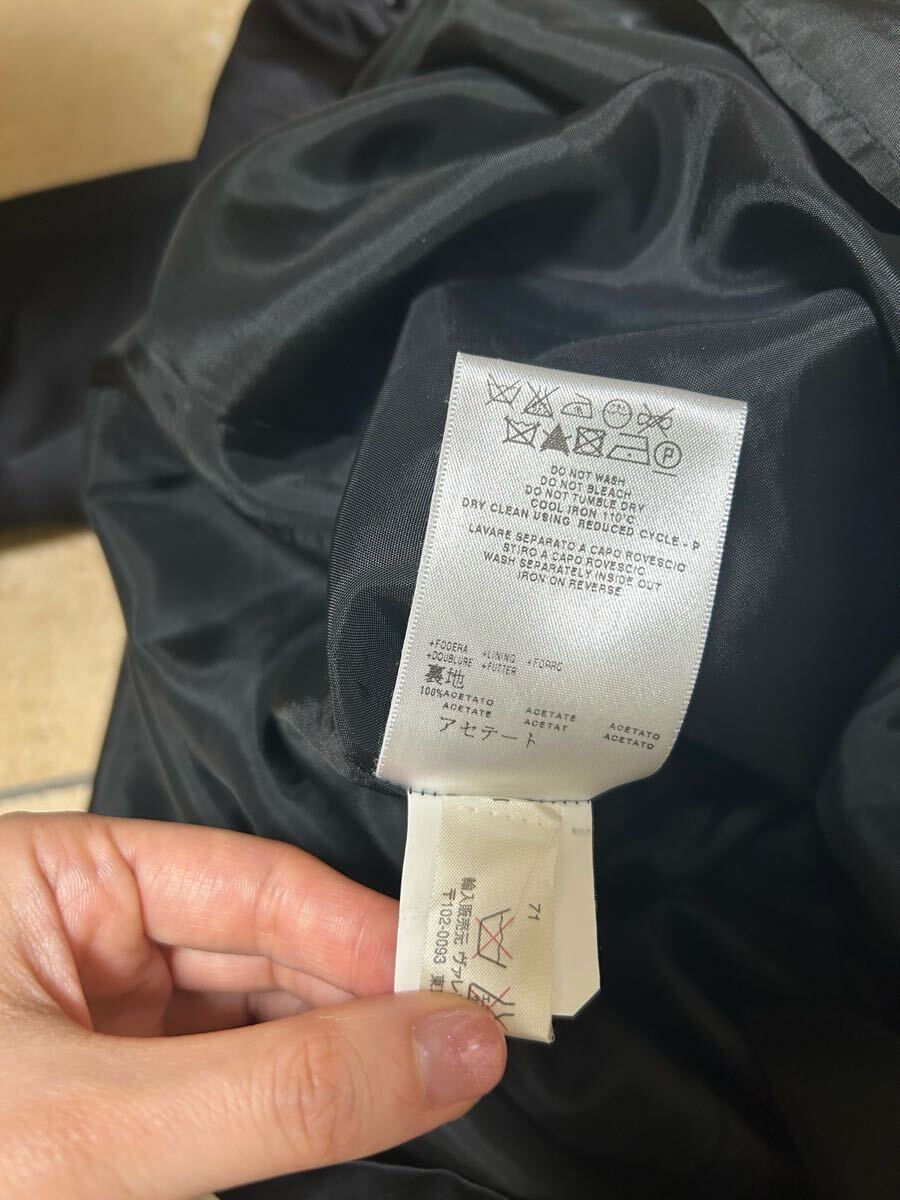 DO NOT WASH
DO NOT BLEACH
DO NOT TUMBLE DRY
COOL IRON 110°C
DRY CLEAN USING REDUCED CYCLE - P
LAVARE SEPARATO A CAPO ROVESCIO
STIRO A CAPO ROVESCIO
WASH SEPARATELY INSIDE OUT
IRON ON REVERSE
+FODERA +LINING +FORRO
+DOUBLURE +FUTTER
裏地
100%ACETATO ACETATE ACETATO
ACETATE ACETAT ACETATO
アセテート
71
輸入販売元 ヴァレ
〒102-0093 東